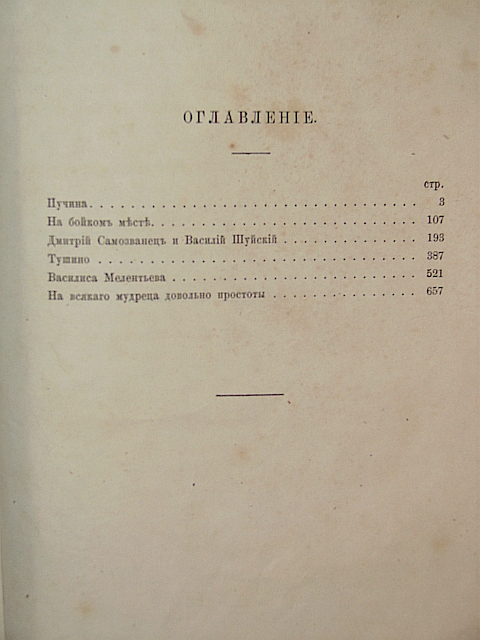 ОГЛАВЛЕНІЕ.
стр.
Пучина. . . . . . . . . . . . . . . . . . . . . . . . . 3
На бойкомъ мѣстѣ. . . . . . . . . . . . . . . . . . . . 107
Дмитрій Самозванецъ и Василій Шуйскій . . . . . . . . . . 193
Тушино . . . . . . . . . . . . . . . . . . . . . . . . 387
Василиса Мелентьева . . . . . . . . . . . . . . . . . . 521
На всякаго мудреца довольно простоты . . . . . . . . . . . 657